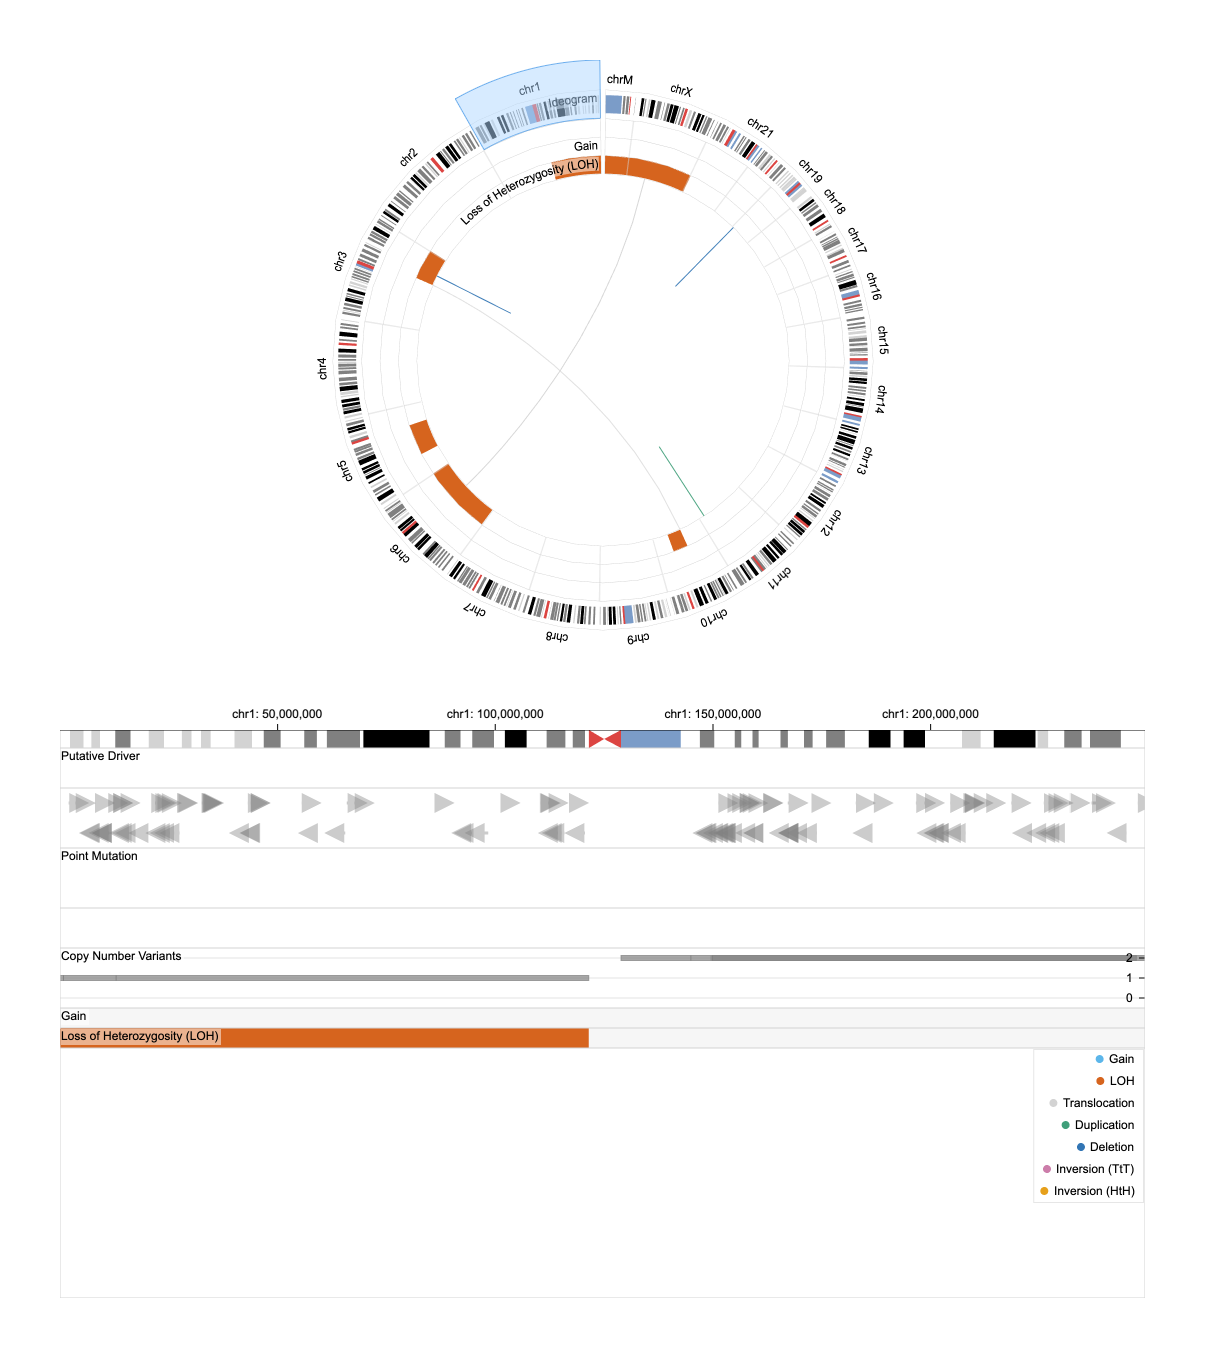 chrM
chrX
chr1
Ideogram
chr21
chr2
Gain
chr19
Loss of Heterozygosity (LOH)
chr18
chr17
chr3
chr16
chr15
chr4
chr14
chr13
chr5
chr12
chr6
chr11
chr7
chr10
chr8
chr9
chr1: 50,000,000 chr1: 100,000,000 chr1: 150,000,000 chr1: 200,000,000
Putative Driver
Point Mutation
Copy Number Variants
2
1
0
Gain
Loss of Heterozygosity (LOH)
Gain
LOH
Translocation
Duplication
Deletion
Inversion (TtT)
Inversion (HtH)